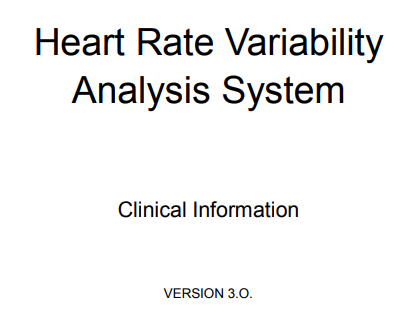 Heart Rate Variability
Analysis System
Clinical Information
VERSION 3.O.